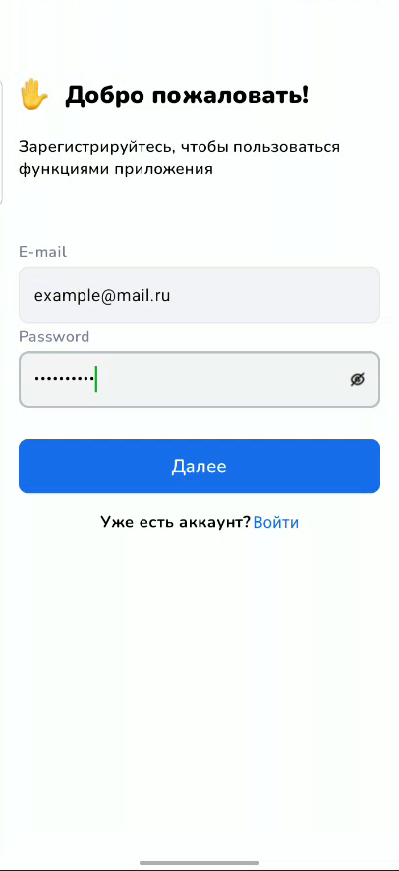 Добро пожаловать!
Зарегистрируйтесь, чтобы пользоваться
функциями приложения
E-mail
example@mail.ru
Password
••••••••••
Далее
Уже есть аккаунт? Войти